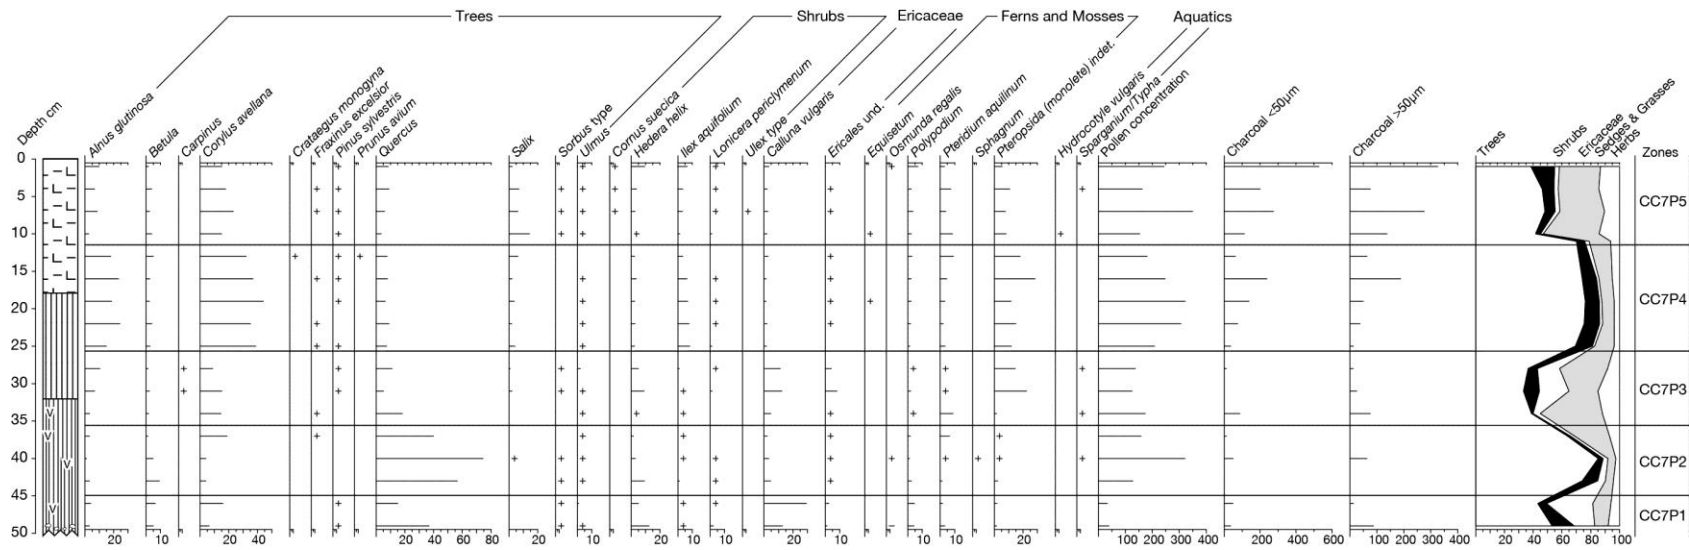 Trees Shrubs Ericaceae Ferns and Mosses Aquatics
Depth cm
Alnus glutinosa
Betula
Carpinus
Corylus avellana
Crataegus monogyna
Fraxinus excelsior
Pinus sylvestris
Prunus avium
Quercus
Salix
Sorbus type
Ulmus
Cornus suecica
Hedera helix
Ilex aquifolium
Lonicera periclymenum
Ulex type
Calluna vulgaris
Ericales und.
Equisetum
Osmunda regalis
Polypodium
Pteridium aquilinum
Sphagnum
Pteropsida (monolete) indet.
Hydrocotyle vulgaris
Sparganium/Typha
Pollen concentration
Charcoal <50µm
Charcoal >50µm
Trees
Shrubs
Ericaceae
Sedges & Grasses
Herbs
Zones
0
5
10
15
20
25
30
35
40
45
50
CC7P5
CC7P4
CC7P3
CC7P2
CC7P1
20 10 20 40 20 40 60 80 20 10 10 10 10 20 10 10 10 10 20 100 200 300 400 200 400 600 100 200 300 400 20 40 60 80 100